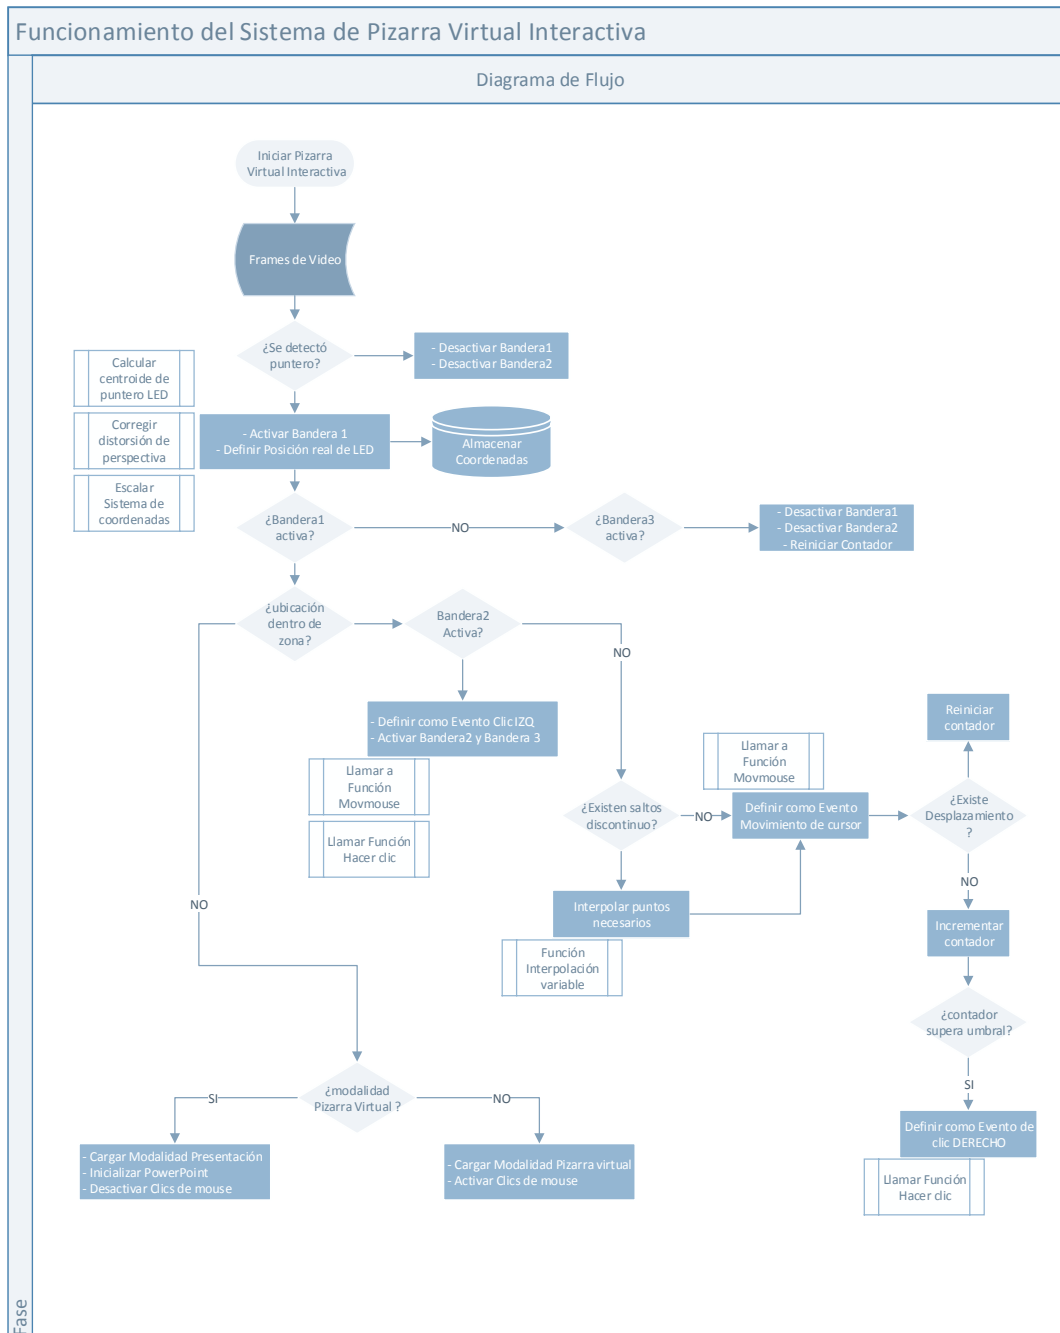 Funcionamiento del Sistema de Pizarra Virtual Interactiva
Diagrama de Flujo
Fase
Iniciar Pizarra
Virtual Interactiva
Frames de Video
¿Se detectó
puntero?
- Desactivar Bandera1
- Desactivar Bandera2
Calcular
centroide de
puntero LED
Corregir
distorsión de
perspectiva
Escalar
Sistema de
coordenadas
- Activar Bandera 1
- Definir Posición real de LED
Almacenar
Coordenadas
¿Bandera1
activa?
NO
¿Bandera3
activa?
- Desactivar Bandera1
- Desactivar Bandera2
- Reiniciar Contador
¿ubicación
dentro de
zona?
Bandera2
Activa?
NO
- Definir como Evento Clic IZQ
- Activar Bandera2 y Bandera 3
Llamar a
Función
Movmouse
Llamar Función
Hacer clic
¿Existen saltos
discontinuo?
NO
Llamar a
Función
Movmouse
Definir como Evento
Movimiento de cursor
Reiniciar
contador
¿Existe
Desplazamiento
?
NO
Interpolar puntos
necesarios
Función
Interpolación
variable
Incrementar
contador
¿contador
supera umbral?
SI
Definir como Evento de
clic DERECHO
Llamar Función
Hacer clic
NO
¿modalidad
Pizarra Virtual ?
SI
NO
- Cargar Modalidad Presentación
- Inicializar PowerPoint
- Desactivar Clics de mouse
- Cargar Modalidad Pizarra virtual
- Activar Clics de mouse